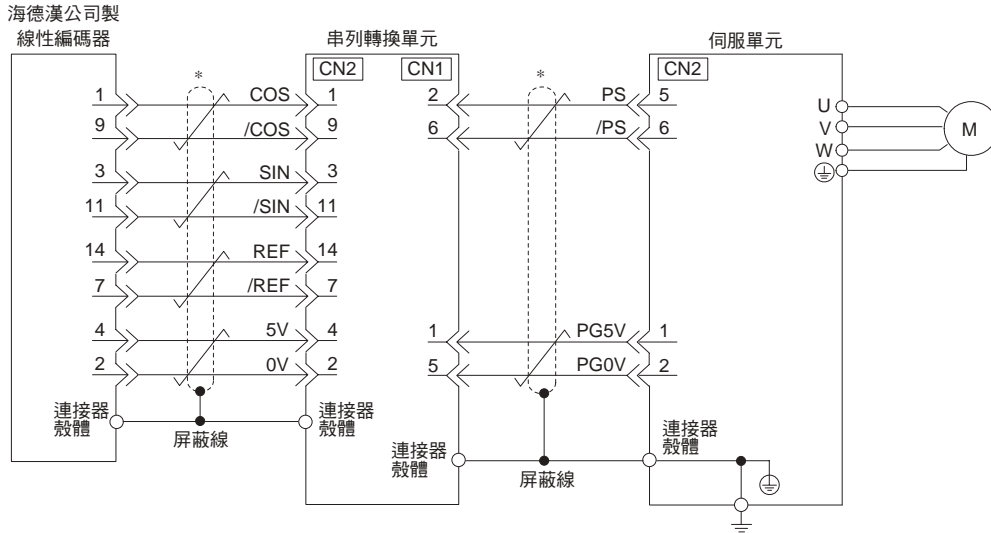 海德漢公司製
線性編碼器
串列轉換單元
伺服單元
CN2
CN1
CN2
*
*
1 COS 1
2 PS 5
9 /COS 9
6 /PS 6
3 SIN 3
11 /SIN 11
14 REF 14
7 /REF 7
4 5V 4
1 PG5V 1
2 0V 2
5 PG0V 2
U
V
W
M
連接器
殼體
屏蔽線
連接器
殼體
連接器
殼體
屏蔽線
連接器
殼體